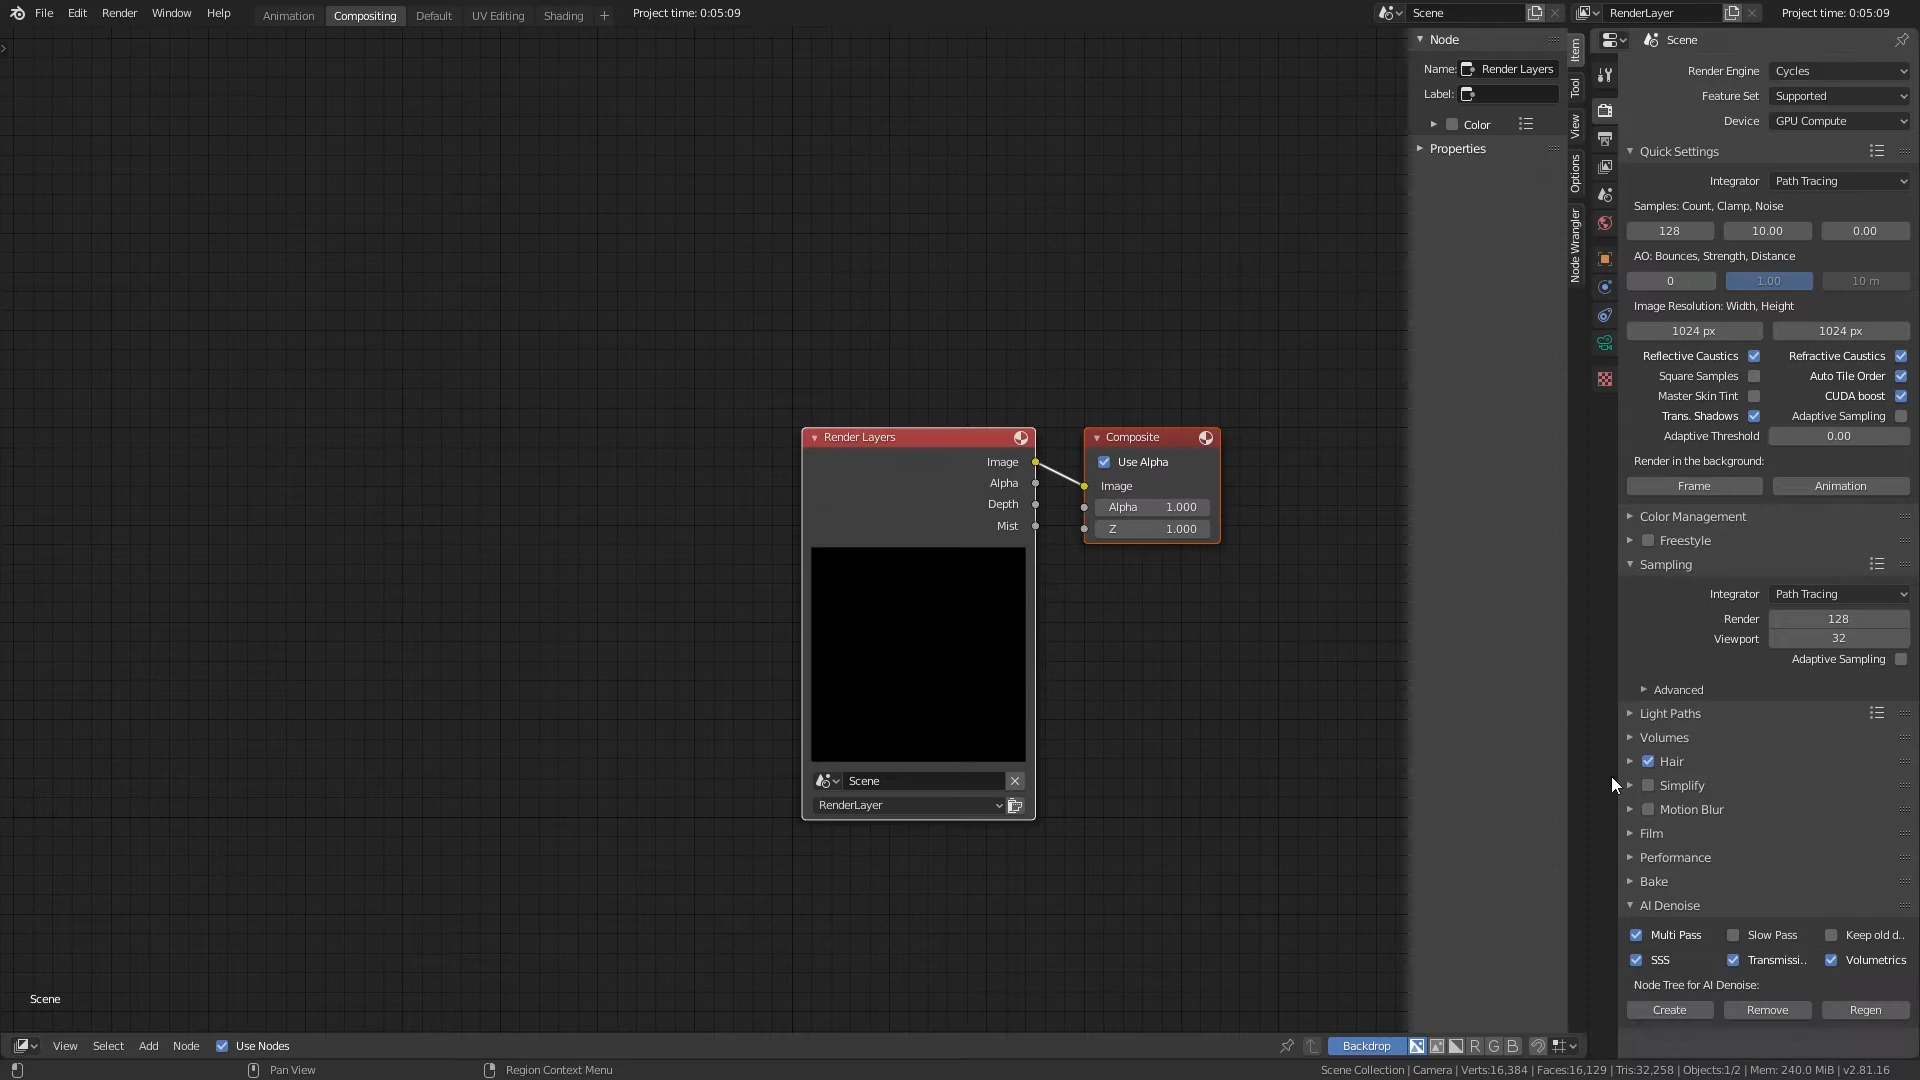 File Edit Render Window Help Animation Compositing Default UV Editing Shading + Project time: 0:05:09 Scene RenderLayer Project time: 0:05:09
Node
Name: Render Layers
Label:
Color
Properties
Item
Tool
View
Options
Node Wrangler
Scene
Render Engine Cycles
Feature Set Supported
Device GPU Compute
Quick Settings
Integrator Path Tracing
Samples: Count, Clamp, Noise
128 10.00 0.00
AO: Bounces, Strength, Distance
0 1.00 10 m
Image Resolution: Width, Height
1024 px 1024 px
Reflective Caustics Refractive Caustics
Square Samples Auto Tile Order
Master Skin Tint CUDA boost
Trans. Shadows Adaptive Sampling
Adaptive Threshold 0.00
Render in the background:
Frame Animation
Color Management
Freestyle
Sampling
Integrator Path Tracing
Render 128
Viewport 32
Adaptive Sampling
Advanced
Light Paths
Volumes
Hair
Simplify
Motion Blur
Film
Performance
Bake
AI Denoise
Multi Pass Slow Pass Keep old d..
SSS Transmissi.. Volumetrics
Node Tree for AI Denoise:
Create Remove Regen
Render Layers
Image
Alpha
Depth
Mist
Scene
RenderLayer
Composite
Use Alpha
Image
Alpha 1.000
Z 1.000
Scene
View Select Add Node Use Nodes Backdrop R G B
Pan View Region Context Menu Scene Collection | Camera | Verts:16,384 | Faces:16,129 | Tris:32,258 | Objects:1/2 | Mem: 240.0 MiB | v2.81.16